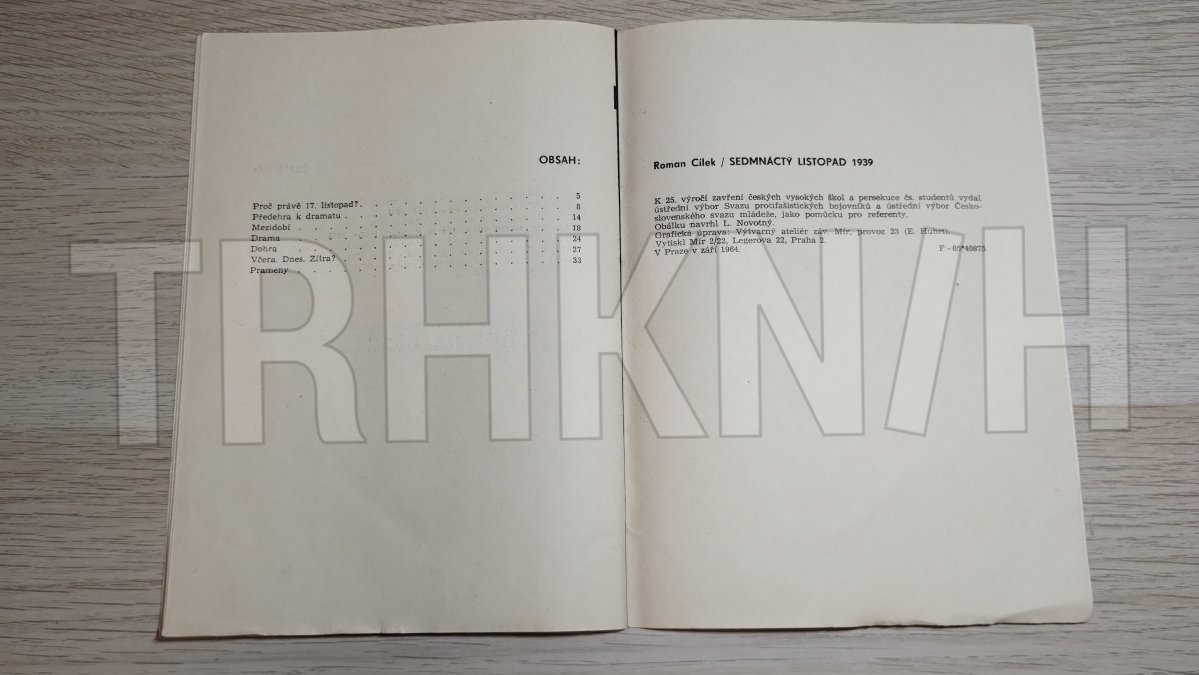 OBSAH:
Proč právě 17. listopad? . . . . . . . . . . . . . 5
Předehra k dramatu . . . . . . . . . . . . . 8
Mezidobí . . . . . . . . . . . . . 14
Drama . . . . . . . . . . . . . 18
Dohra . . . . . . . . . . . . . 24
Včera. Dnes. Zítra? . . . . . . . . . . . . . 27
Prameny . . . . . . . . . . . . . 33
Roman Cílek / SEDMNÁCTÝ LISTOPAD 1939
K 25. výročí zavření českých vysokých škol a persekuce čs. studentů vydal
ústřední výbor Svazu protifašistických bojovníků a ústřední výbor Česko-
slovenského svazu mládeže, jako pomůcku pro referenty.
Obálku navrhl L. Novotný.
Grafická úprava: Výtvarný ateliér záv. Mír, provoz 23 (E. Hubrt).
Vytiskl Mír 2/22, Legerova 22, Praha 2.
V Praze v září 1964. F - 05*40875
TRHKN/H